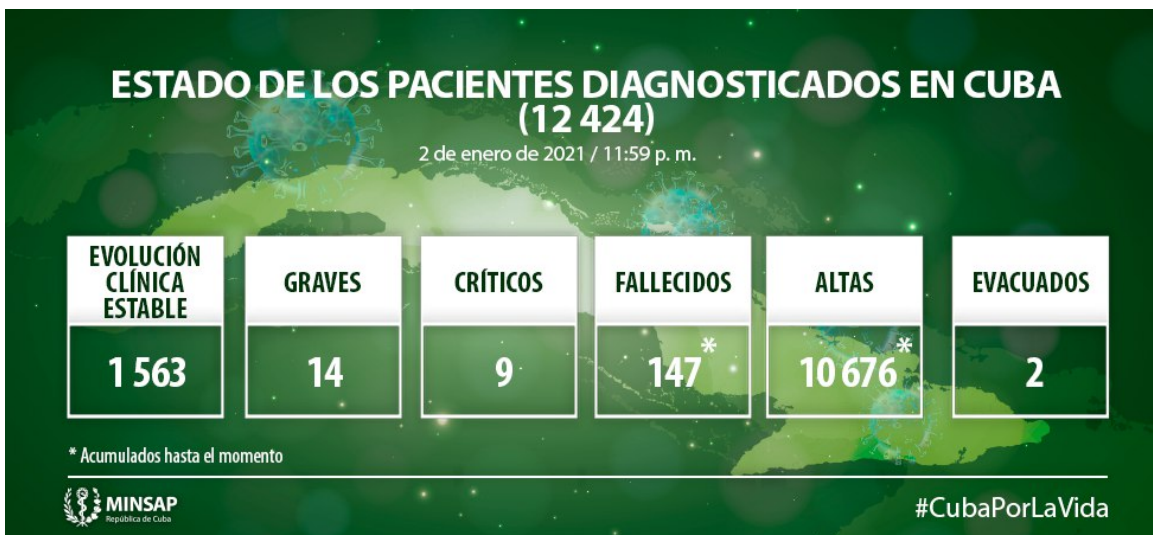 ESTADO DE LOS PACIENTES DIAGNOSTICADOS EN CUBA
(12 424)
2 de enero de 2021 / 11:59 p. m.
EVOLUCIÓN
CLÍNICA
ESTABLE
1 563
GRAVES
14
CRÍTICOS
9
FALLECIDOS
147*
ALTAS
10 676*
EVACUADOS
2
* Acumulados hasta el momento
MINSAP
República de Cuba
#CubaPorLaVida